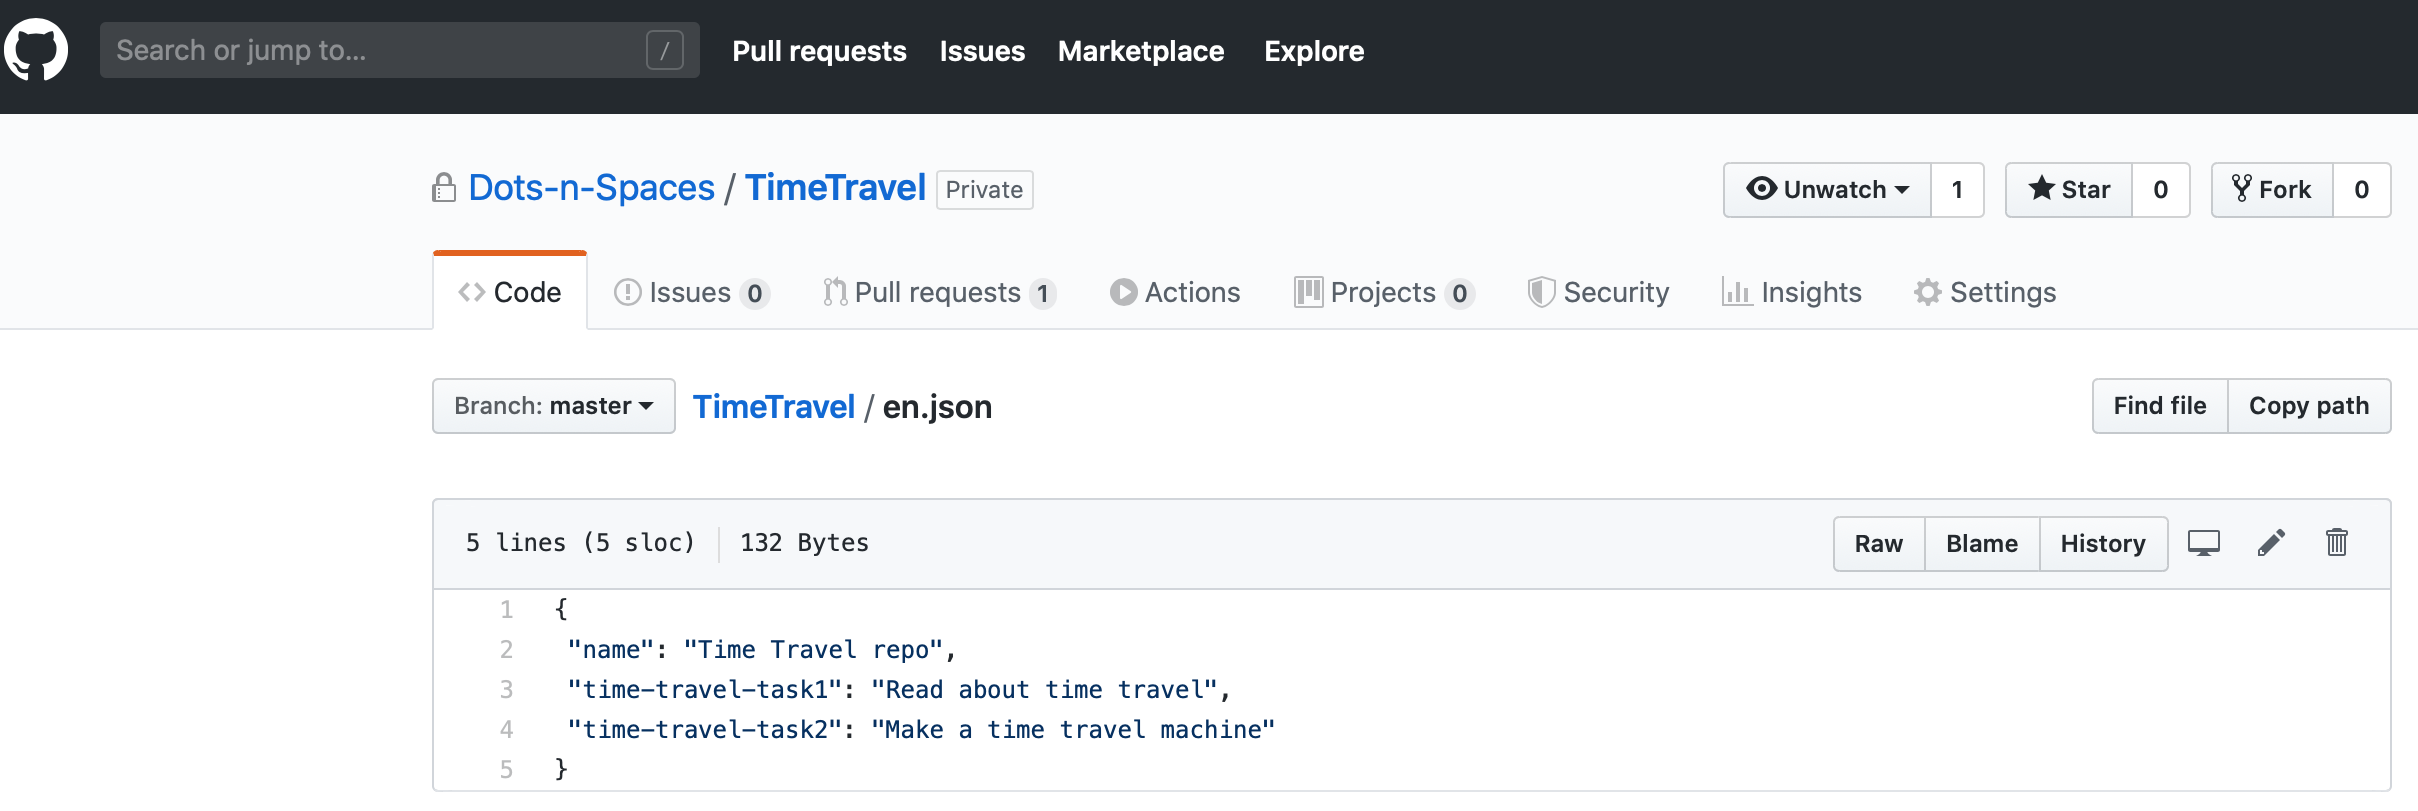 Search or jump to... /
Pull requests Issues Marketplace Explore
Dots-n-Spaces / TimeTravel Private
Unwatch 1 Star 0 Fork 0
Code Issues 0 Pull requests 1 Actions Projects 0 Security Insights Settings
Branch: master TimeTravel / en.json Find file Copy path
5 lines (5 sloc) 132 Bytes Raw Blame History
1 {
2 "name": "Time Travel repo",
3 "time-travel-task1": "Read about time travel",
4 "time-travel-task2": "Make a time travel machine"
5 }